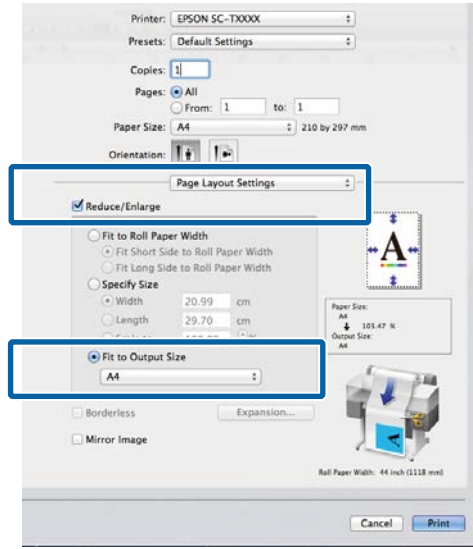 Printer: EPSON SC-TXXXX
Presets: Default Settings
Copies: 1
Pages: All
From: 1 to: 1
Paper Size: A4 210 by 297 mm
Orientation:
Page Layout Settings
Reduce/Enlarge
Fit to Roll Paper Width
Fit Short Side to Roll Paper Width
Fit Long Side to Roll Paper Width
Specify Size
Width 20.99 cm
Length 29.70 cm
Fit to Output Size
A4
Borderless Expansion...
Mirror Image
A
Paper Size:
A4
103.47 %
Output Size:
A4
Roll Paper Width: 44 inch (1118 mm)
Cancel Print